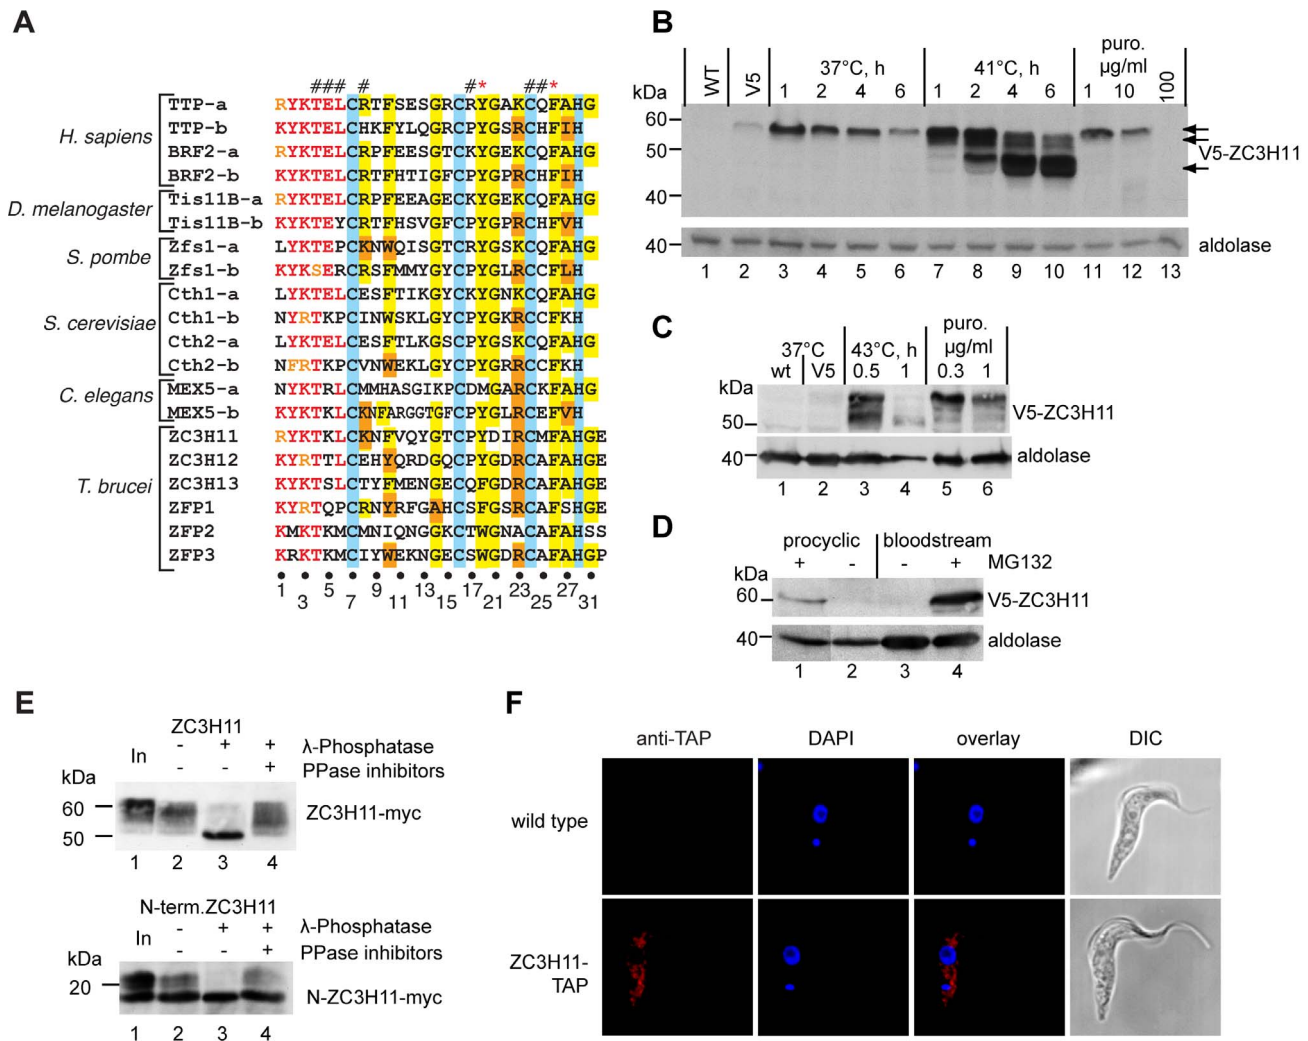 A
### # #* ## *
H. sapiens
TTP-a RYKTELCRTFSESGRCRYGAKCQFAHG
TTP-b KYKTELCHKFYLQGRCPYGSRCHFIH
BRF2-a RYKTELCRPFEESGTCKYGEKCQFAHG
BRF2-b KYKTELCRTFHTIGFCPYGPRCHFIH
D. melanogaster
Tis11B-a RYKTELCRPFEEAGECKYGEKCQFAHG
Tis11B-b KYKTEYCRTFHSVGFCPYGPRCHFVH
S. pombe
Zfs1-a LYKTEPCKNWQISGTCRYGSKCQFAHG
Zfs1-b KYKSERCRSFMMYGYCPYGLRCCFLH
S. cerevisiae
Cth1-a LYKTELCESFTIKGYCKYGNKCQFAHG
Cth1-b NYRTKPCINWSKLGYCPYGKRCCFKH
Cth2-a LYKTELCESFTLKGSCPYGSKCQFAHG
Cth2-b NFRTKPCVNWEKLGYCPYGRRCCFKH
C. elegans
MEX5-a NYKTRLCMMHASGIKPCDMGARCKFAHG
MEX5-b KYKTKLCKNFARGGTGFCPYGLRCEFVH
T. brucei
ZC3H11 RYKTKLCKNFVQYGTCPYDIRCMFAHGE
ZC3H12 KYRTTLCEHYQRDGQCPYGDRCAFAHGE
ZC3H13 KYKTSLCTYFMENGECQFGDRCAFAHGE
ZFP1 KYRTQPCRNYRFGAHCSFGSRCAFSHGE
ZFP2 KMKTKMCMNIQNGGKCTWGNACAFAHSS
ZFP3 KRKTKMCIYWEKNGECSWGDRCAFAHGP
1 5 7 9 13 17 23 27 31
3 11 15 19 21 25
B
WT V5 37°C, h 41°C, h puro. µg/ml
1 2 4 6 1 2 4 6 1 10 100
kDa
60
50
40
V5-ZC3H11
40 aldolase
1 2 3 4 5 6 7 8 9 10 11 12 13
C
37°C 43°C, h puro. µg/ml
wt V5 0.5 1 0.3 1
kDa
50
V5-ZC3H11
40 aldolase
1 2 3 4 5 6
D
procyclic bloodstream
+ - - + MG132
kDa
60
V5-ZC3H11
40 aldolase
1 2 3 4
E
ZC3H11
In - + + λ-Phosphatase
- - + PPase inhibitors
kDa
60
50
ZC3H11-myc
1 2 3 4
N-term.ZC3H11
In - + + λ-Phosphatase
- - + PPase inhibitors
kDa
20
N-ZC3H11-myc
1 2 3 4
F
anti-TAP DAPI overlay DIC
wild type
ZC3H11-
TAP